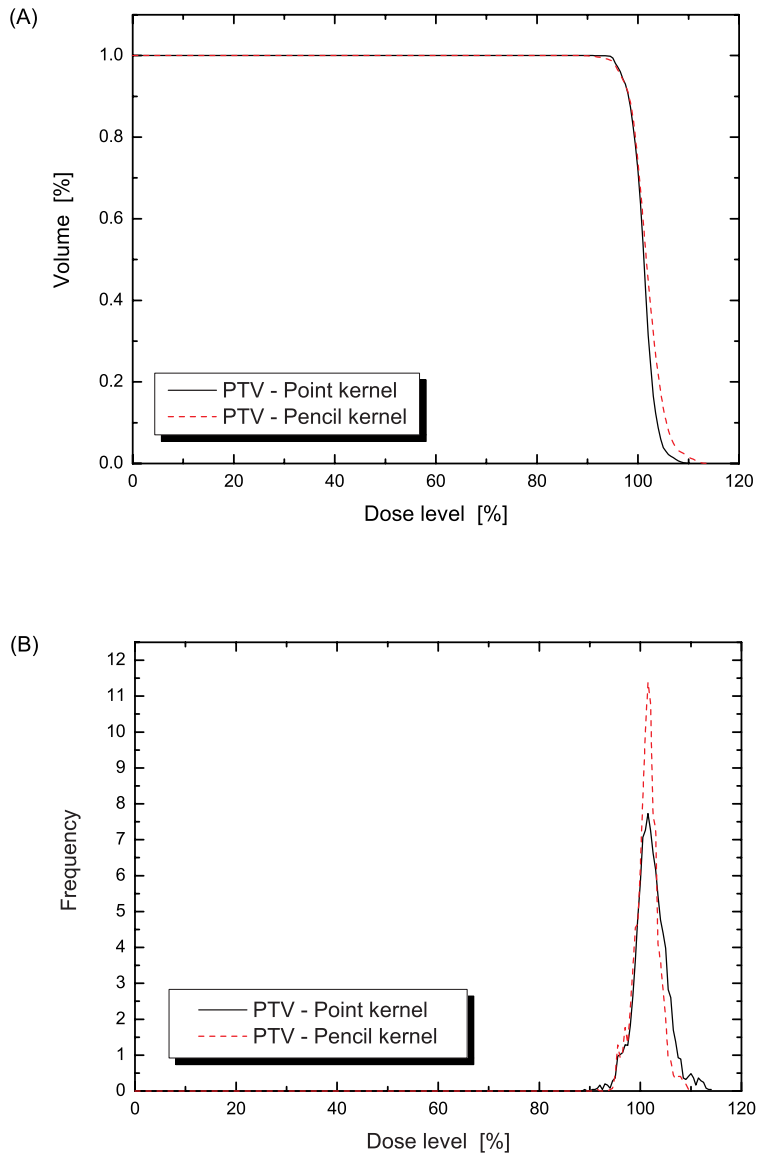 (A)
1.0
0.8
0.6
0.4
0.2
0.0
Volume [%]
PTV - Point kernel
PTV - Pencil kernel
0 20 40 60 80 100 120
Dose level [%]
(B)
12
11
10
9
8
7
6
5
4
3
2
1
0
Frequency
PTV - Point kernel
PTV - Pencil kernel
0 20 40 60 80 100 120
Dose level [%]